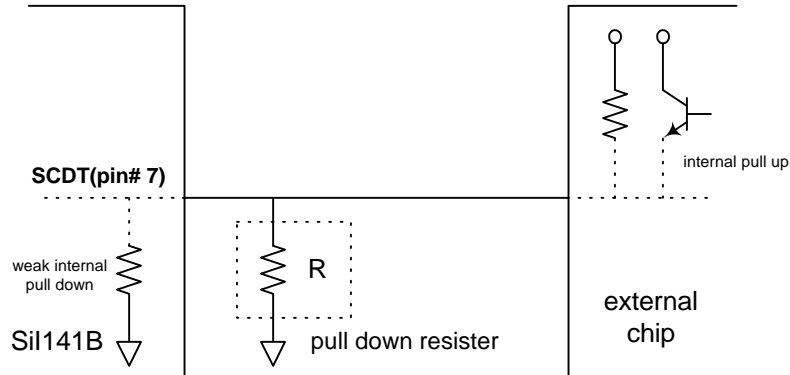 SCDT(pin# 7)
internal pull up
weak internal
pull down
R
SiI141B
pull down resister
external
chip